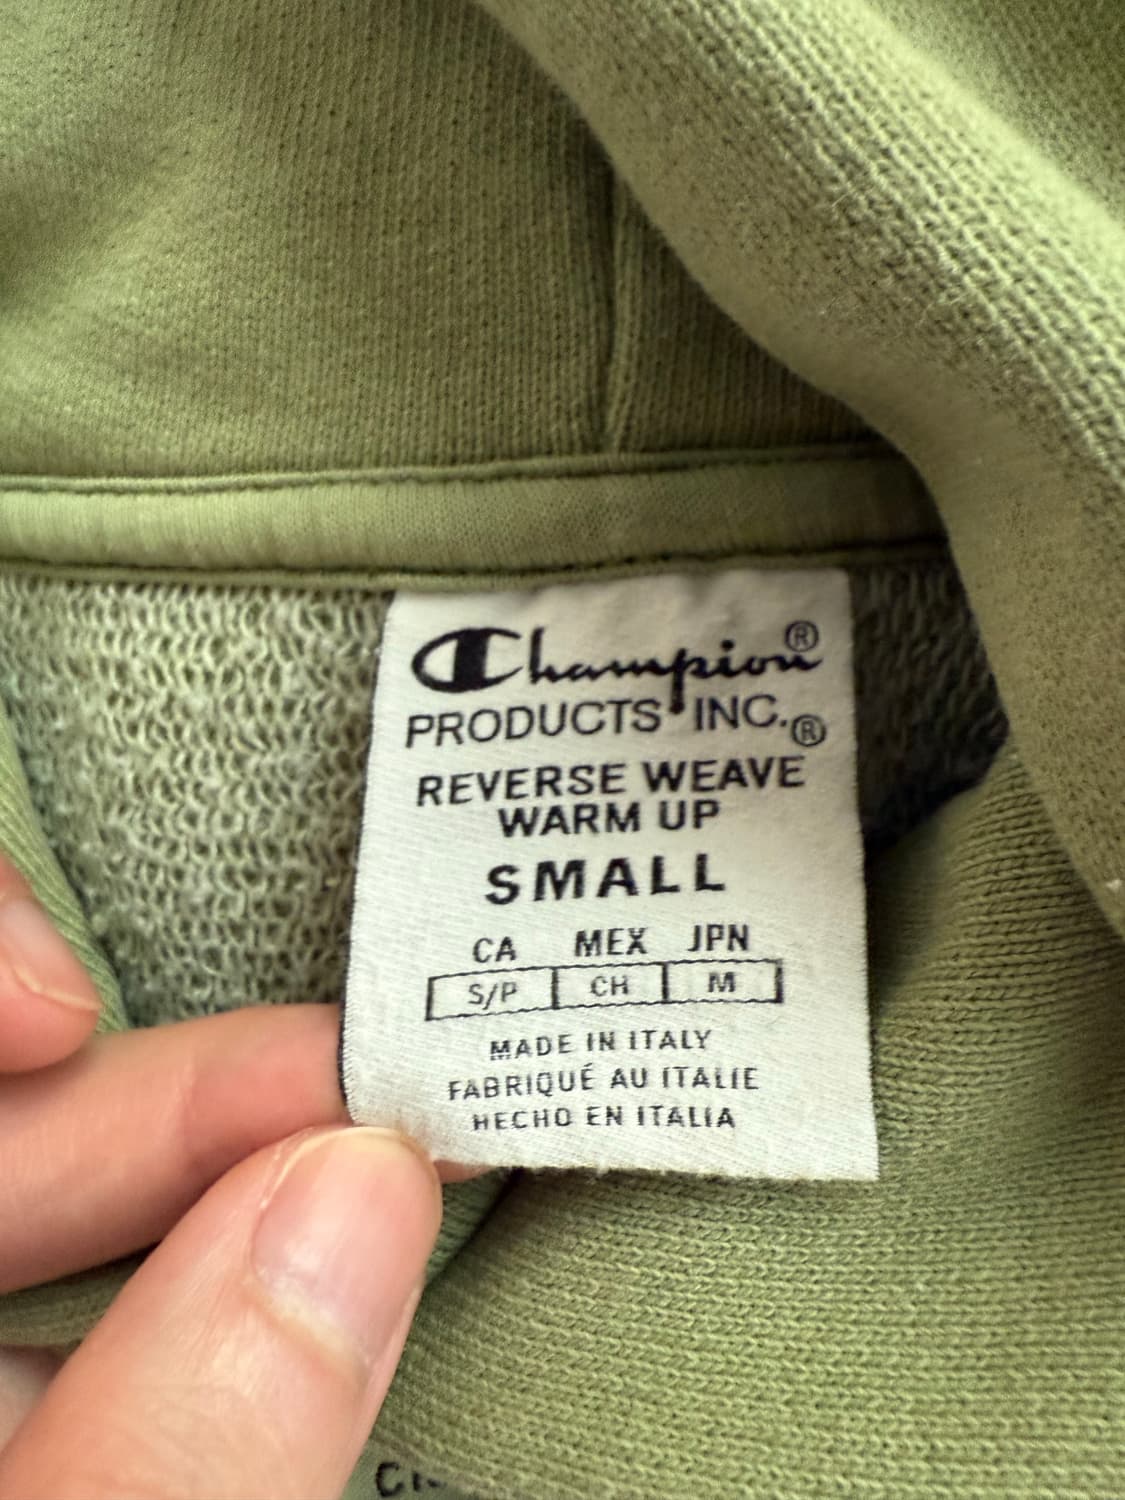 Champion®
PRODUCTS INC.®
REVERSE WEAVE
WARM UP
SMALL
CA MEX JPN
S/P CH M
MADE IN ITALY
FABRIQUÉ AU ITALIE
HECHO EN ITALIA